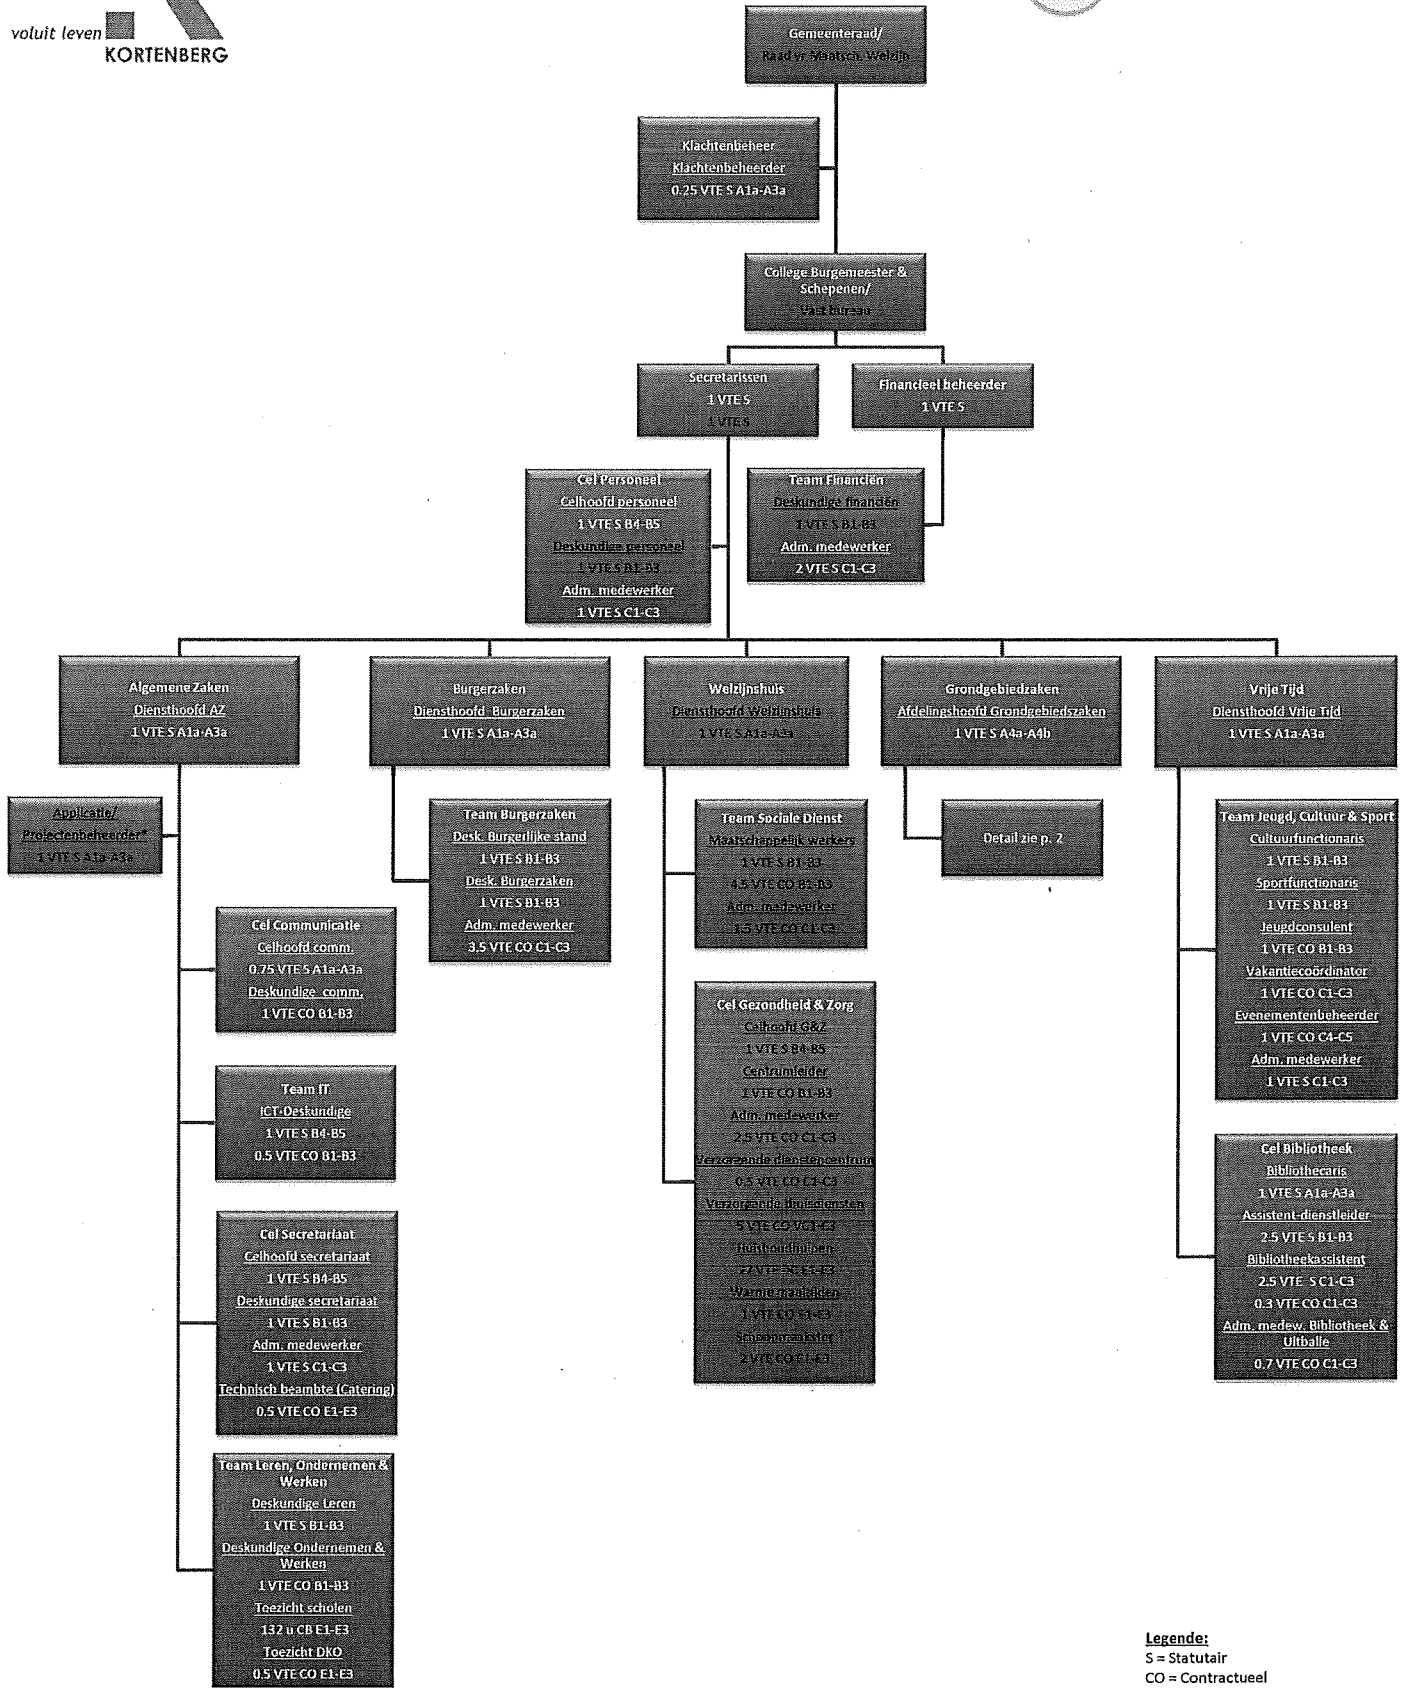 voluit leven
KORTENBERG
Gemeenteraad/
Raad vr Maatsch. Welzijn
Klachtenbeheer
Klachtenbeheerder
0.25 VTE S A1a-A3a
College Burgemeester &
Schepenen/
Vast bureau
Secretarissen
1 VTE S
1 VTE S
Financieel beheerder
1 VTE S
Cel Personeel
Celhoofd personeel
1 VTE S B4-B5
Deskundige personeel
1 VTE S B1-B3
Adm. medewerker
1 VTE S C1-C3
Team Financiën
Deskundige financiën
1 VTE S B1-B3
Adm. medewerker
2 VTE S C1-C3
Algemene Zaken
Diensthoofd AZ
1 VTE S A1a-A3a
Burgerzaken
Diensthoofd Burgerzaken
1 VTE S A1a-A3a
Welzijnshuis
Diensthoofd Welzijnshuis
1 VTE S A1a-A3a
Grondgebiedzaken
Afdelingshoofd Grondgebiedszaken
1 VTE S A4a-A4b
Vrije Tijd
Diensthoofd Vrije Tijd
1 VTE S A1a-A3a
Applicatie/
Projectenbeheerder*
1 VTE S A1a-A3a
Cel Communicatie
Celhoofd comm.
0.75 VTE S A1a-A3a
Deskundige comm.
1 VTE CO B1-B3
Team IT
ICT-Deskundige
1 VTE S B4-B5
0.5 VTE CO B1-B3
Cel Secretariaat
Celhoofd secretariaat
1 VTE S B4-B5
Deskundige secretariaat
1 VTE S B1-B3
Adm. medewerker
1 VTE S C1-C3
Technisch beambte (Catering)
0.5 VTE CO E1-E3
Team Leren, Ondernemen &
Werken
Deskundige Leren
1 VTE S B1-B3
Deskundige Ondernemen &
Werken
1 VTE CO B1-B3
Toezicht scholen
132 u CB E1-E3
Toezicht DKO
0.5 VTE CO E1-E3
Team Burgerzaken
Desk. Burgerlijke stand
1 VTE S B1-B3
Desk. Burgerzaken
1 VTE S B1-B3
Adm. medewerker
3.5 VTE CO C1-C3
Team Sociale Dienst
Maatschappelijk werkers
1 VTE S B1-B3
4.5 VTE CO B1-B3
Adm. medewerker
1.5 VTE CO C1-C3
Cel Gezondheid & Zorg
Celhoofd G&Z
1 VTE S B4-B5
Centrumleider
1 VTE CO B1-B3
Adm. medewerker
2.5 VTE CO C1-C3
Verzorgende dienstencentrum
0.5 VTE CO C1-C3
Verzorgende thuisdiensten
5 VTE CO VC1-C3
Huishoudhulpen
27 VTE E1-E3
Warme maaltijden
1 VTE CO E1-E3
Schoonmaakster
2 VTE CO E1-E3
Detail zie p. 2
Team Jeugd, Cultuur & Sport
Cultuurfunctionaris
1 VTE S B1-B3
Sportfunctionaris
1 VTE S B1-B3
Jeugdconsulent
1 VTE CO B1-B3
Vakantiecoördinator
1 VTE CO C1-C3
Evenementenbeheerder
1 VTE CO C4-C5
Adm. medewerker
1 VTE S C1-C3
Cel Bibliotheek
Bibliothecaris
1 VTE S A1a-A3a
Assistent-dienstleider
2.5 VTE S B1-B3
Bibliotheekassistent
2.5 VTE S C1-C3
0.3 VTE CO C1-C3
Adm. medew. Bibliotheek &
Uitbalie
0.7 VTE CO C1-C3
Legende:
S = Statutair
CO = Contractueel